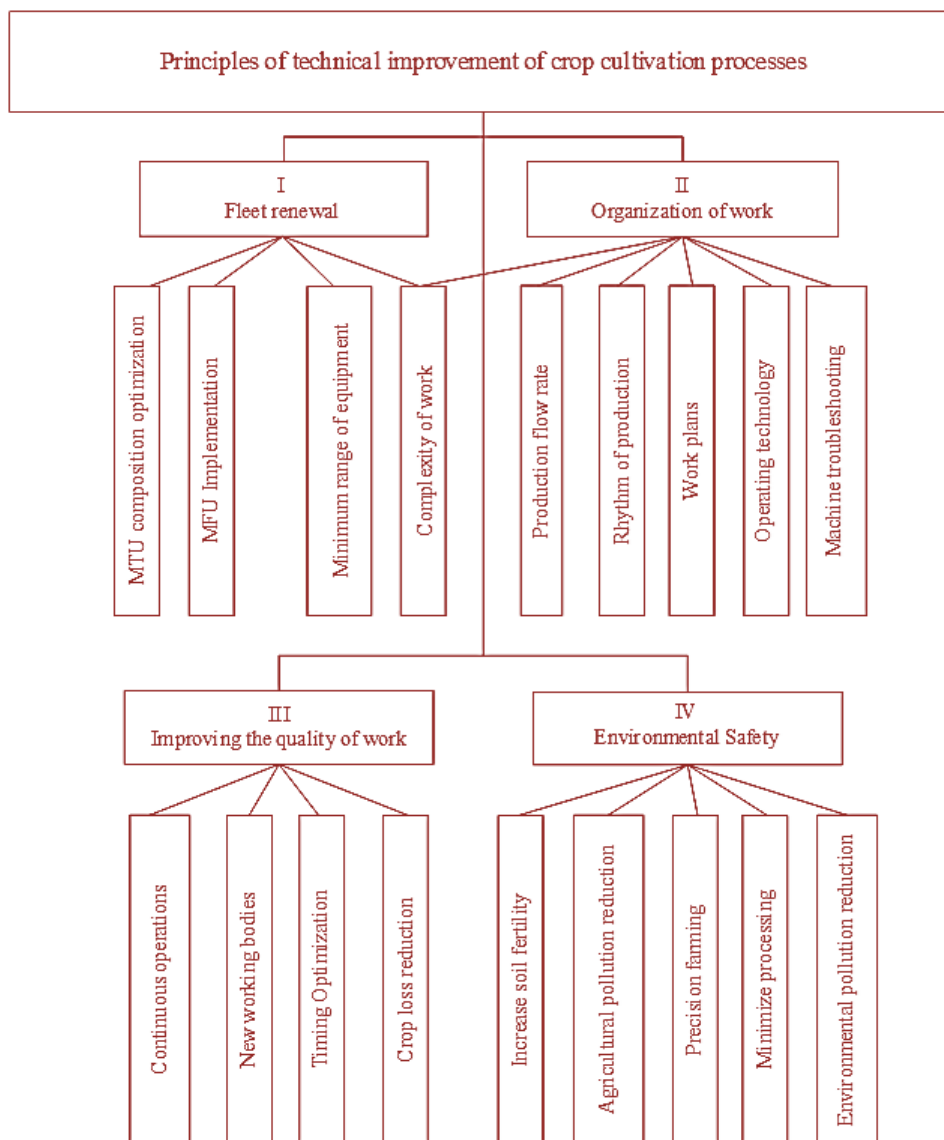 Principles of technical improvement of crop cultivation processes
I
Fleet renewal
II
Organization of work
MTU composition optimization
MFU Implementation
Minimum range of equipment
Complexity of work
Production flow rate
Rhythm of production
Work plans
Operating technology
Machine troubleshooting
III
Improving the quality of work
IV
Environmental Safety
Continuous operations
New working bodies
Timing Optimization
Crop loss reduction
Increase soil fertility
Agricultural pollution reduction
Precision faming
Minimize processing
Environmental pollution reduction